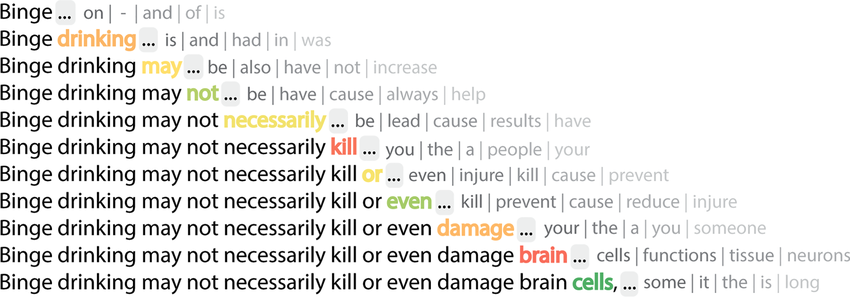 Binge ... on | - | and | of | is
Binge drinking ... is | and | had | in | was
Binge drinking may ... be | also | have | not | increase
Binge drinking may not ... be | have | cause | always | help
Binge drinking may not necessarily ... be | lead | cause | results | have
Binge drinking may not necessarily kill ... you | the | a | people | your
Binge drinking may not necessarily kill or ... even | injure | kill | cause | prevent
Binge drinking may not necessarily kill or even ... kill | prevent | cause | reduce | injure
Binge drinking may not necessarily kill or even damage ... your | the | a | you | someone
Binge drinking may not necessarily kill or even damage brain ... cells | functions | tissue | neurons
Binge drinking may not necessarily kill or even damage brain cells, ... some | it | the | is | long